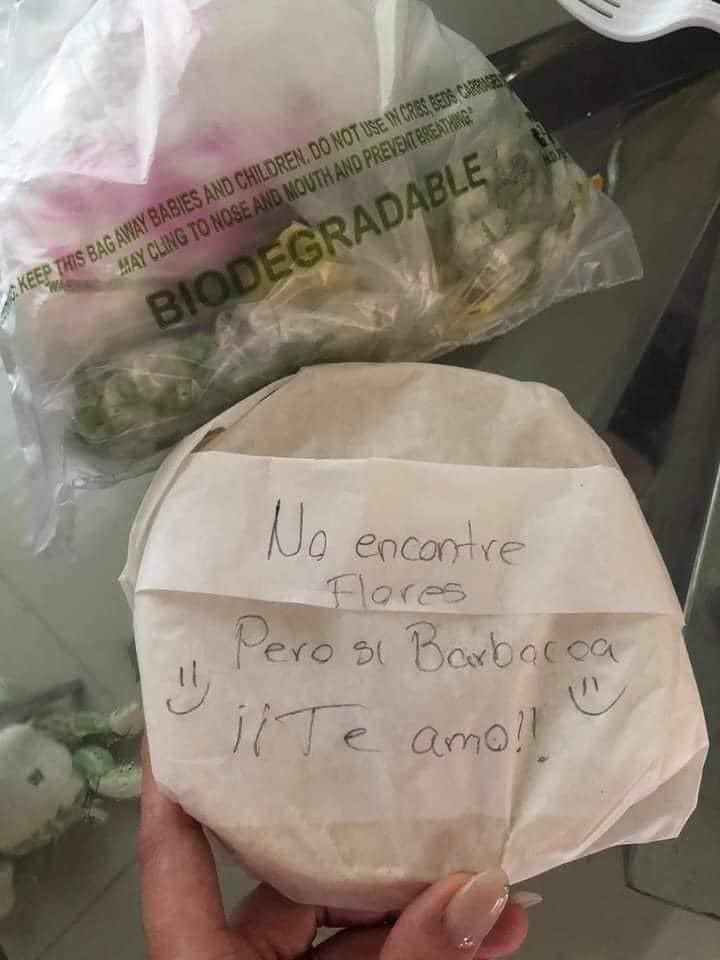 KEEP THIS BAG AWAY BABIES AND CHILDREN. DO NOT USE IN CRIBS, BEDS, CARRIAGES
MAY CLING TO NOSE AND MOUTH AND PREVENT BREATHING."
BIODEGRADABLE
No encontre
Flores
Pero si Barbacoa
¡¡Te amo!!